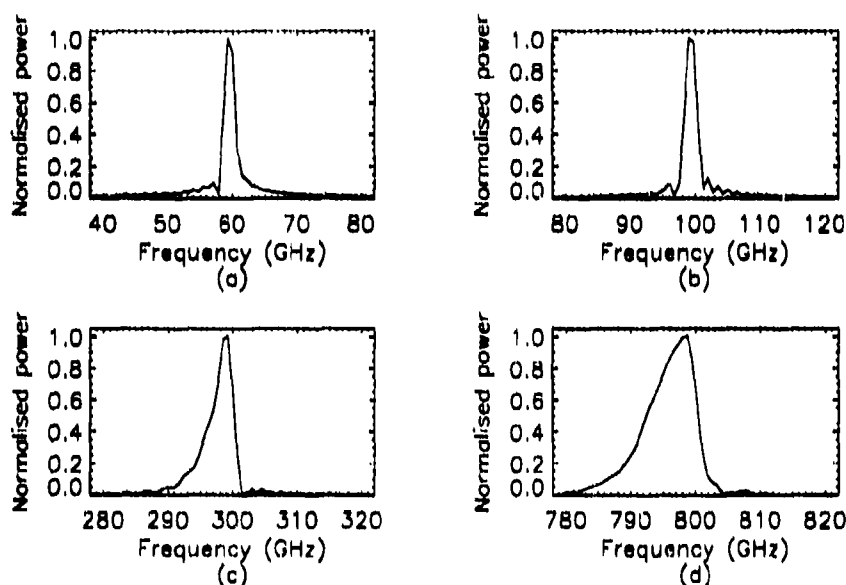 Normalised power
1.0
0.8
0.6
0.4
0.2
0.0
40 50 60 70 80
Frequency (GHz)
(a)
Normalised power
1.0
0.8
0.6
0.4
0.2
0.0
80 90 100 110 120
Frequency (GHz)
(b)
Normalised power
1.0
0.8
0.6
0.4
0.2
0.0
280 290 300 310 320
Frequency (GHz)
(c)
Normalised power
1.0
0.8
0.6
0.4
0.2
0.0
780 790 800 810 820
Frequency (GHz)
(d)